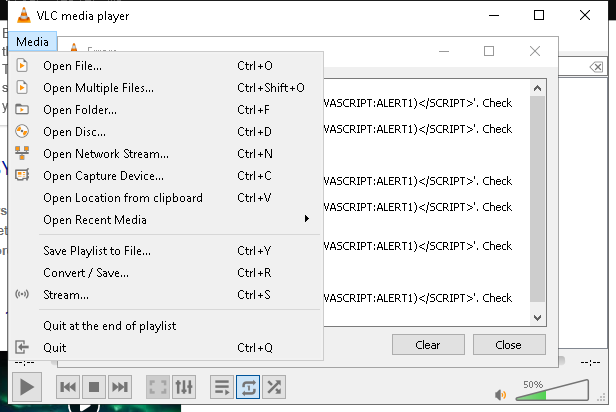 VLC media player
Media
Errors
Open File... Ctrl+O
Open Multiple Files... Ctrl+Shift+O
Open Folder... Ctrl+F
Open Disc... Ctrl+D
Open Network Stream... Ctrl+N
Open Capture Device... Ctrl+C
Open Location from clipboard Ctrl+V
Open Recent Media
Save Playlist to File... Ctrl+Y
Convert / Save... Ctrl+R
Stream... Ctrl+S
Quit at the end of playlist
Quit Ctrl+Q
VASCRIPT:ALERT1)</SCRIPT>'. Check
VASCRIPT:ALERT1)</SCRIPT>'. Check
VASCRIPT:ALERT1)</SCRIPT>'. Check
VASCRIPT:ALERT1)</SCRIPT>'. Check
VASCRIPT:ALERT1)</SCRIPT>'. Check
VASCRIPT:ALERT1)</SCRIPT>'. Check
Clear Close
--:-- --:--
50%